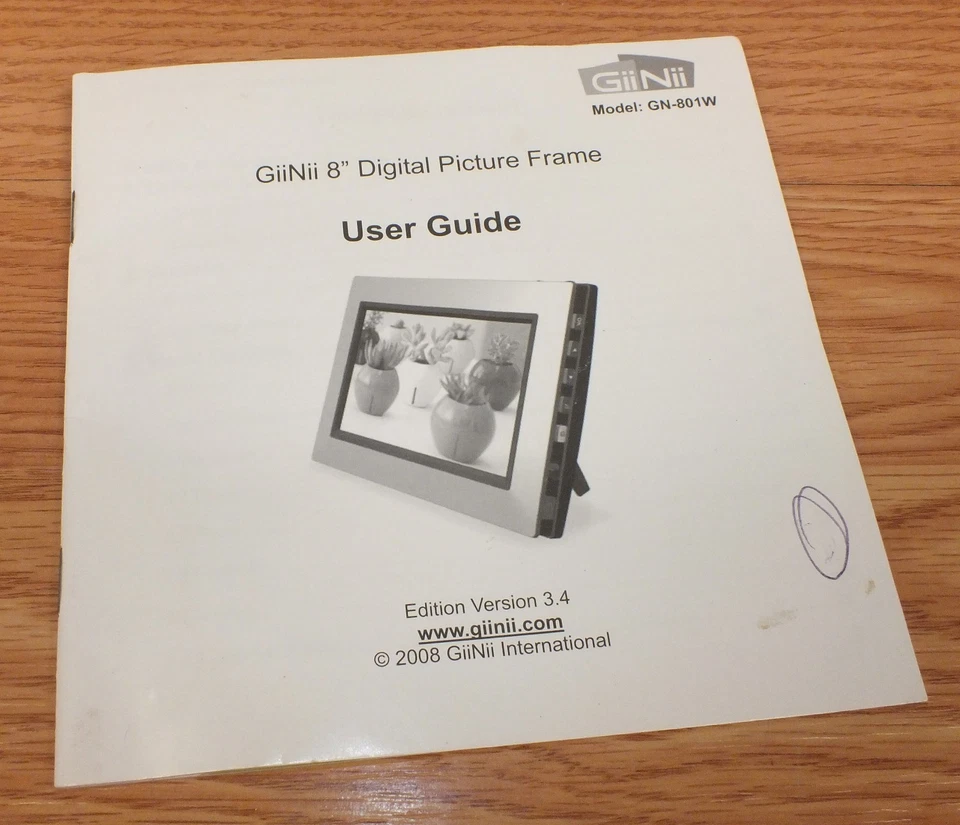 GiiNii
Model: GN-801W
GiiNii 8” Digital Picture Frame
User Guide
Edition Version 3.4
www.giinii.com
© 2008 GiiNii International